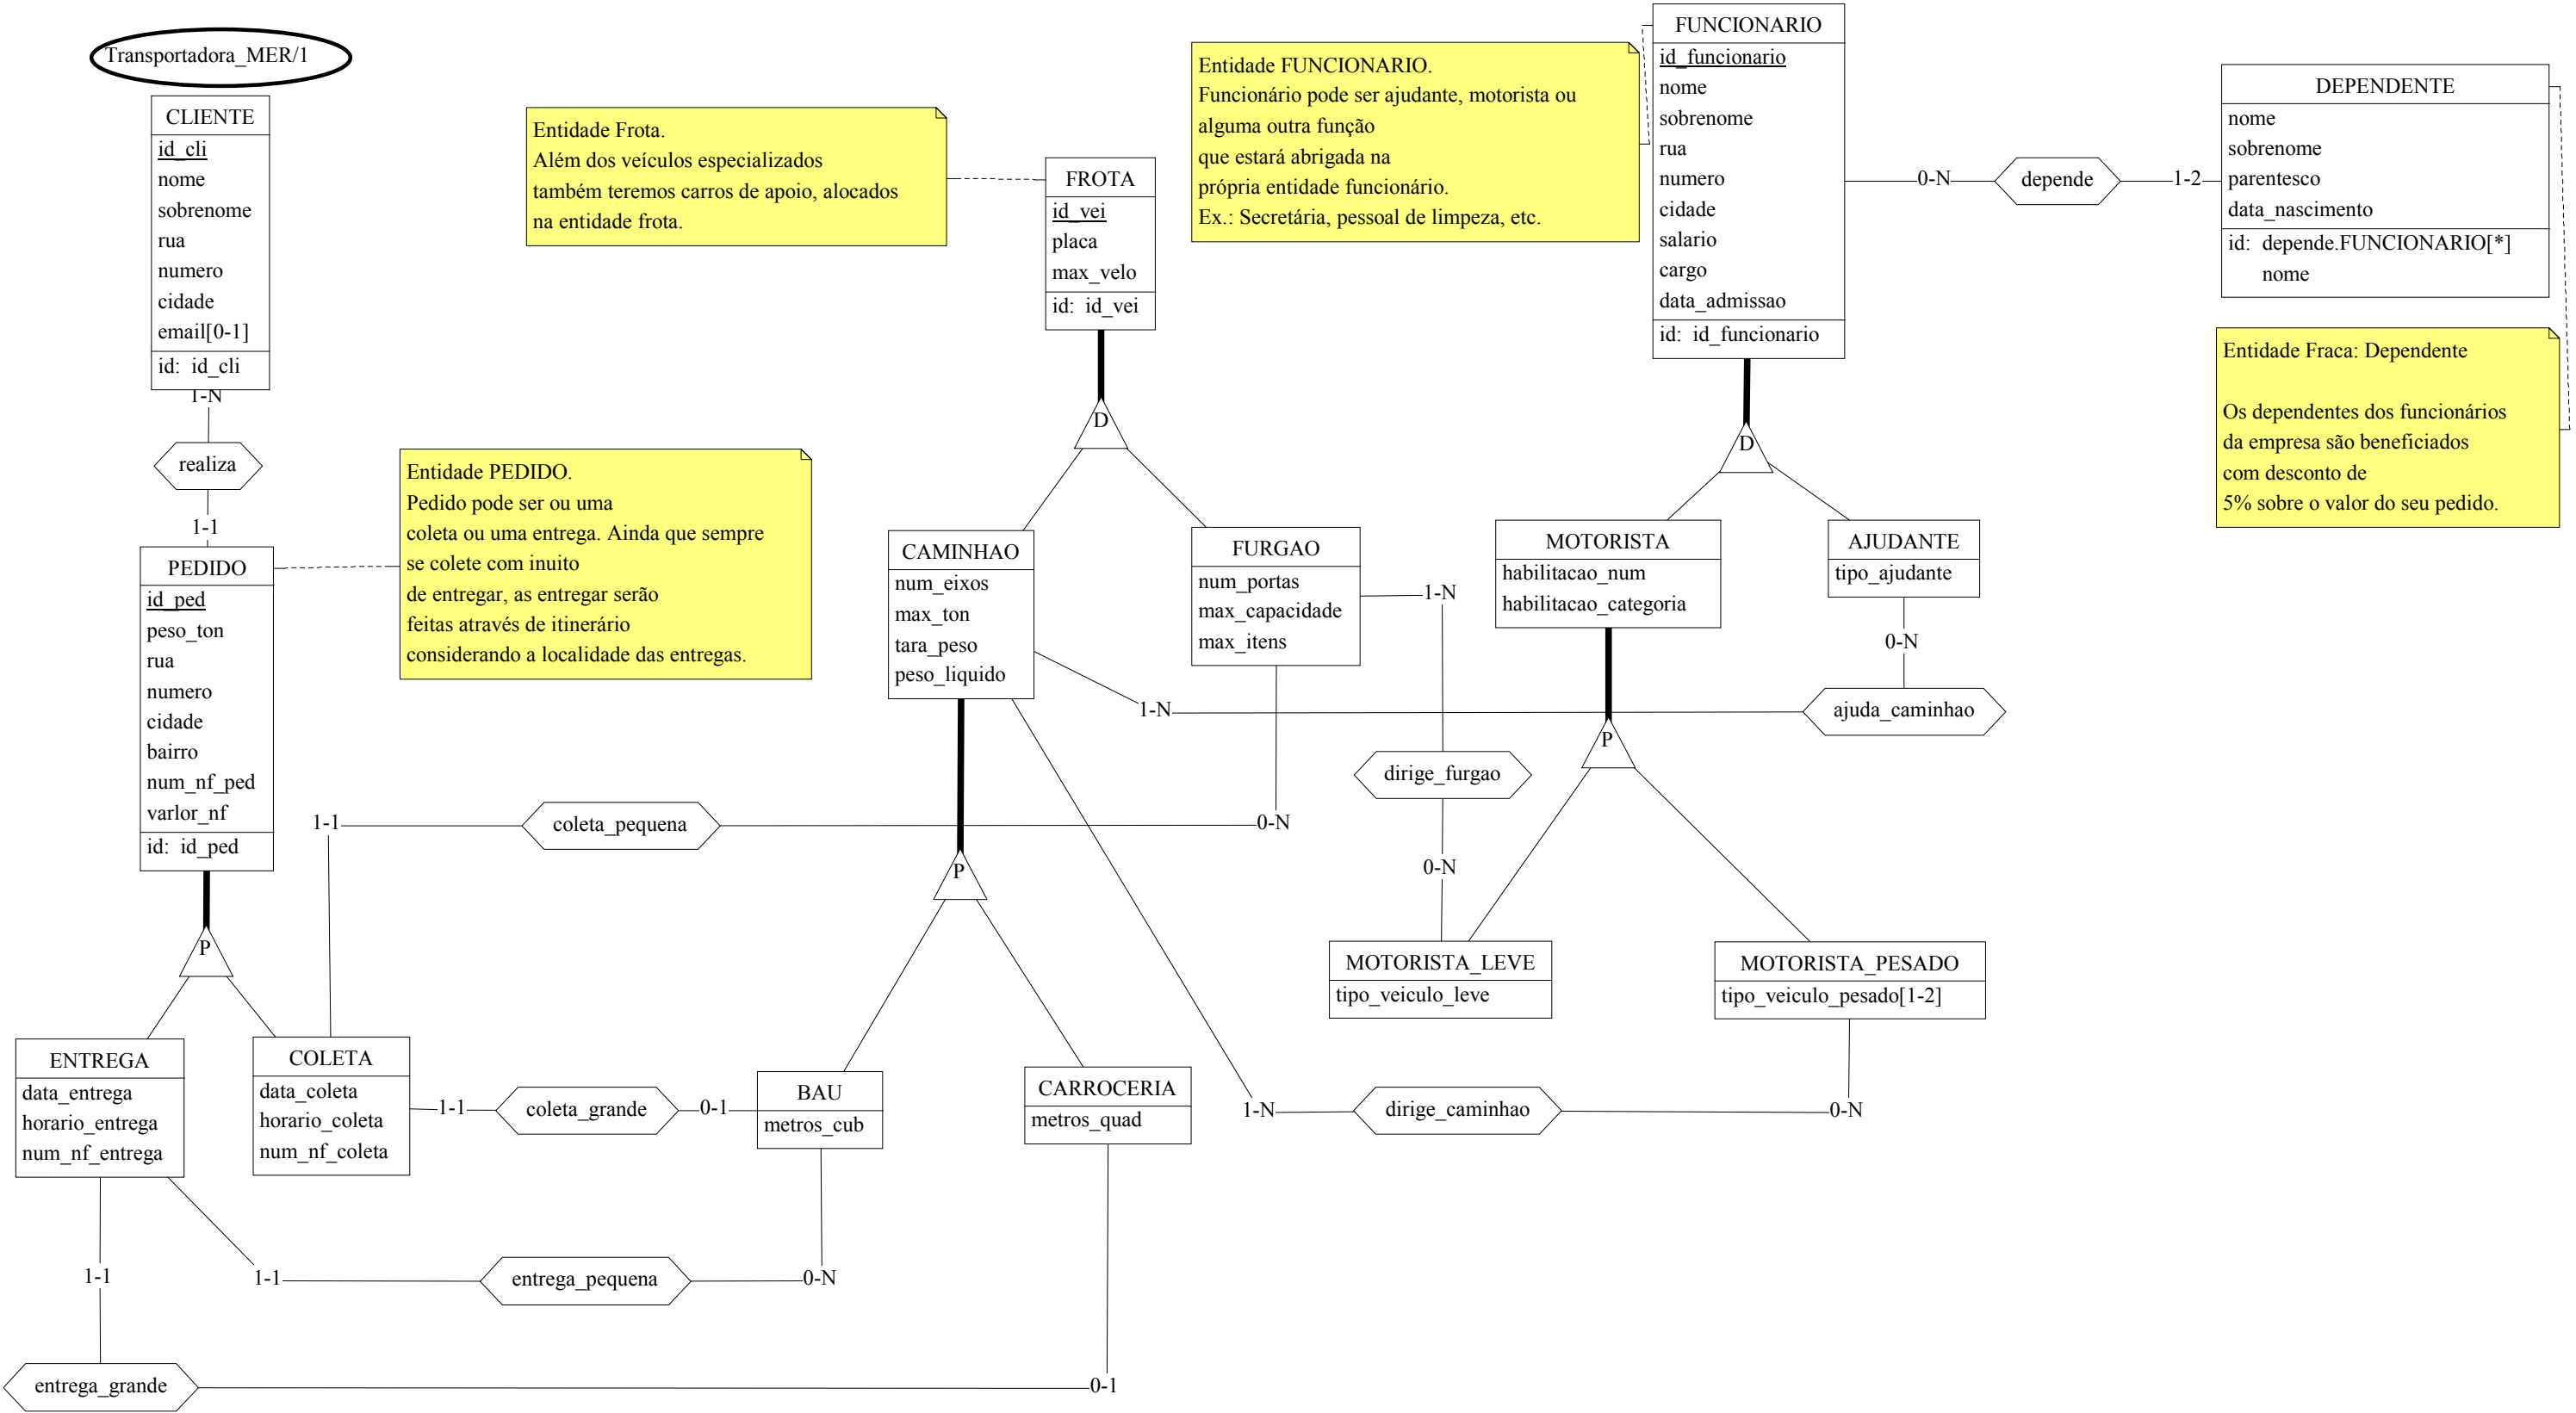 Transportadora_MER/1
CLIENTE
id_cli
nome
sobrenome
rua
numero
cidade
email[0-1]
id: id_cli
1-N
realiza
1-1
PEDIDO
id_ped
peso_ton
rua
numero
cidade
bairro
num_nf_ped
varlor_nf
id: id_ped
P
Entidade PEDIDO.
Pedido pode ser ou uma
coleta ou uma entrega. Ainda que sempre
se colete com inuito
de entregar, as entregar serão
feitas através de itinerário
considerando a localidade das entregas.
Entidade Frota.
Além dos veículos especializados
também teremos carros de apoio, alocados
na entidade frota.
FROTA
id_vei
placa
max_velo
id: id_vei
D
Entidade FUNCIONARIO.
Funcionário pode ser ajudante, motorista ou
alguma outra função
que estará abrigada na
própria entidade funcionário.
Ex.: Secretária, pessoal de limpeza, etc.
FUNCIONARIO
id_funcionario
nome
sobrenome
rua
numero
cidade
salario
cargo
data_admissao
id: id_funcionario
D
0-N
depende
1-2
DEPENDENTE
nome
sobrenome
parentesco
data_nascimento
id: depende.FUNCIONARIO[*]
nome
Entidade Fraca: Dependente
Os dependentes dos funcionários
da empresa são beneficiados
com desconto de
5% sobre o valor do seu pedido.
CAMINHAO
num_eixos
max_ton
tara_peso
peso_liquido
P
FURGAO
num_portas
max_capacidade
max_itens
1-N
MOTORISTA
habilitacao_num
habilitacao_categoria
P
AJUDANTE
tipo_ajudante
0-N
1-N
ajuda_caminhao
dirige_furgao
0-N
1-1
coleta_pequena
0-N
MOTORISTA_LEVE
tipo_veiculo_leve
MOTORISTA_PESADO
tipo_veiculo_pesado[1-2]
ENTREGA
data_entrega
horario_entrega
num_nf_entrega
COLETA
data_coleta
horario_coleta
num_nf_coleta
1-1
coleta_grande
0-1
BAU
metros_cub
CARROCERIA
metros_quad
1-N
dirige_caminhao
0-N
1-1
1-1
entrega_pequena
0-N
entrega_grande
0-1